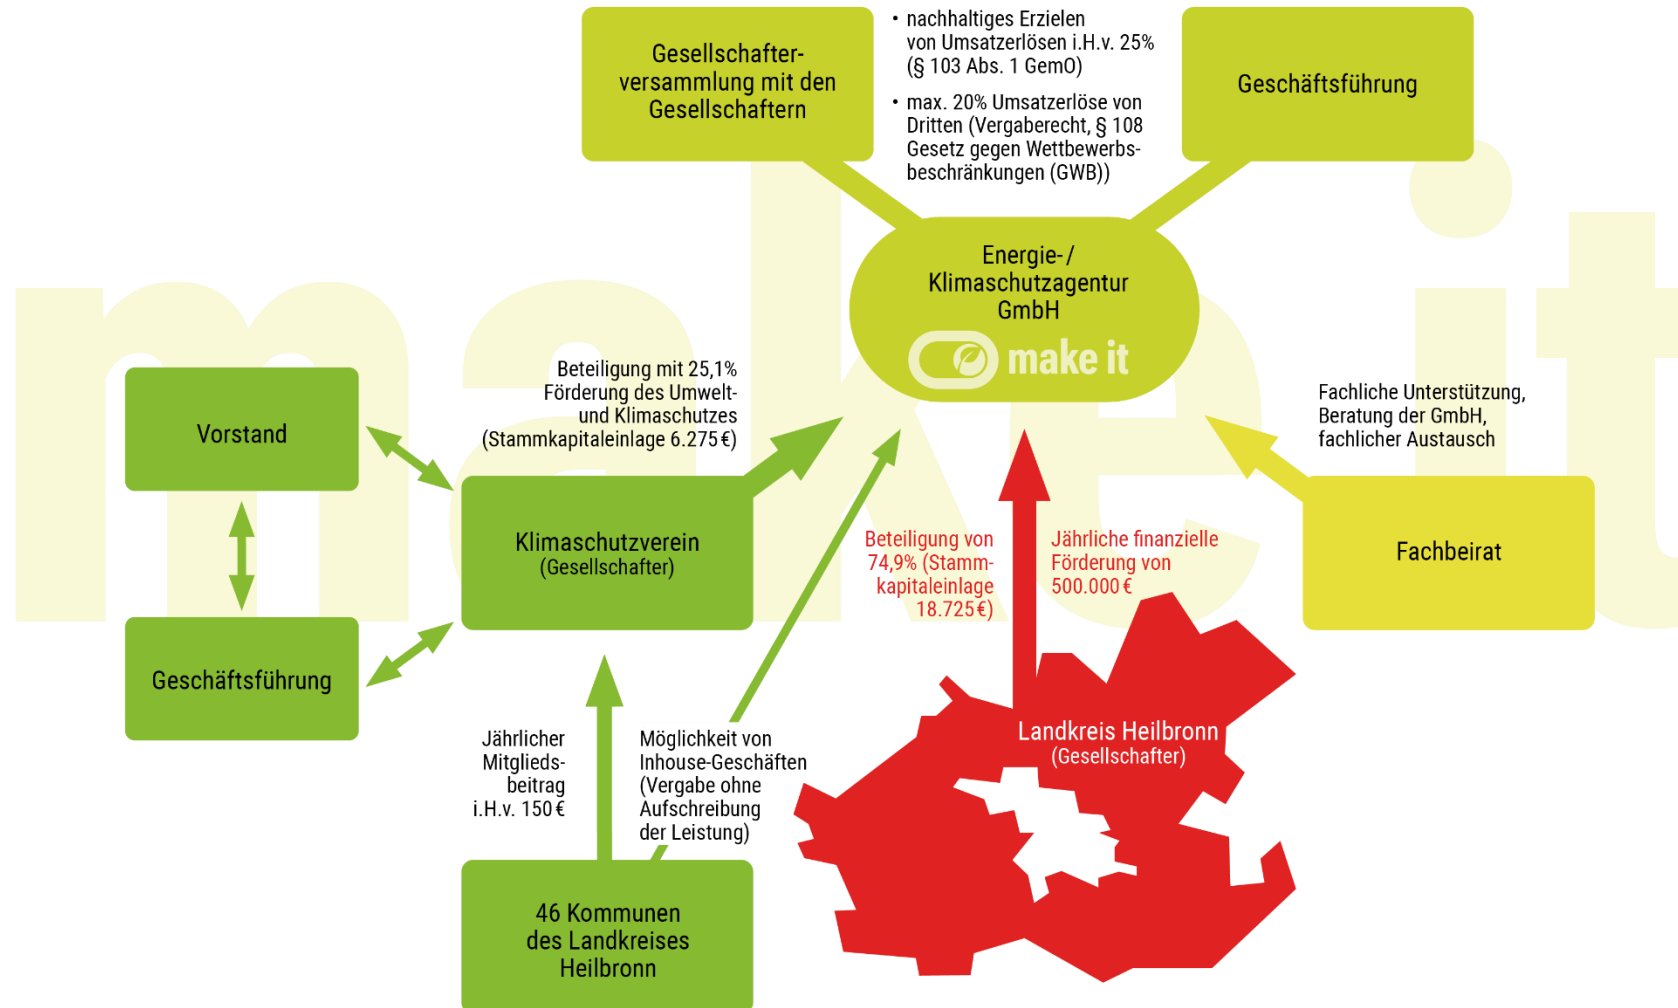 Gesellschafter-
versammlung mit den
Gesellschaftern
• nachhaltiges Erzielen
von Umsatzerlösen i.H.v. 25%
(§ 103 Abs. 1 GemO)
• max. 20% Umsatzerlöse von
Dritten (Vergaberecht, § 108
Gesetz gegen Wettbewerbs-
beschränkungen (GWB))
Geschäftsführung
Energie-/
Klimaschutzagentur
GmbH
make it
make it
Beteiligung mit 25,1%
Förderung des Umwelt-
und Klimaschutzes
(Stammkapitaleinlage 6.275 €)
Fachliche Unterstützung,
Beratung der GmbH,
fachlicher Austausch
Vorstand
Klimaschutzverein
(Gesellschafter)
Beteiligung von
74,9% (Stamm-
kapitaleinlage
18.725 €)
Jährliche finanzielle
Förderung von
500.000 €
Fachbeirat
Geschäftsführung
Jährlicher
Mitglieds-
beitrag
i.H.v. 150 €
Möglichkeit von
Inhouse-Geschäften
(Vergabe ohne
Aufschreibung
der Leistung)
Landkreis Heilbronn
(Gesellschafter)
46 Kommunen
des Landkreises
Heilbronn